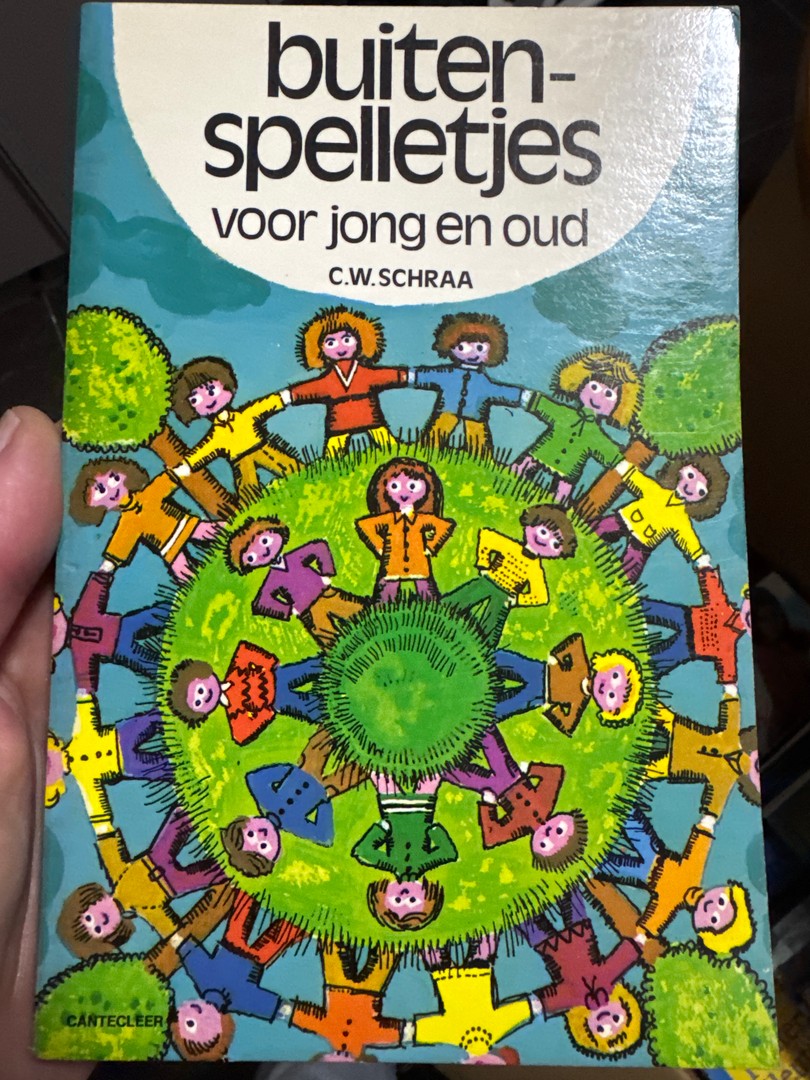 buiten-
spelletjes
voor jong en oud
C.W. SCHRAA
CANTECLEER